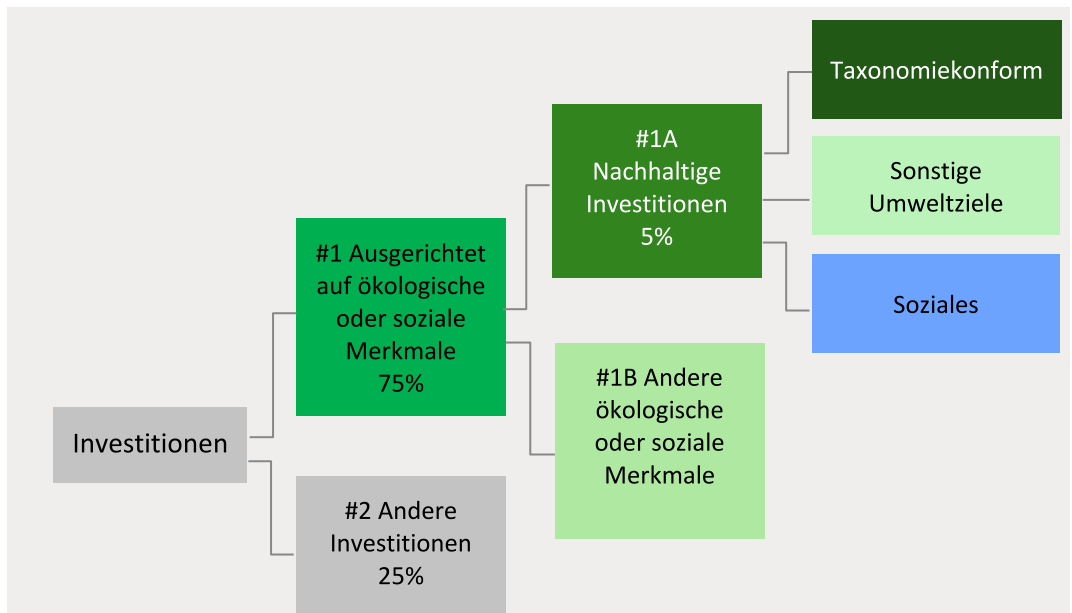 Investitionen
#1 Ausgerichtet
auf ökologische
oder soziale
Merkmale
75%
#2 Andere
Investitionen
25%
#1A
Nachhaltige
Investitionen
5%
#1B Andere
ökologische
oder soziale
Merkmale
Taxonomiekonform
Sonstige
Umweltziele
Soziales